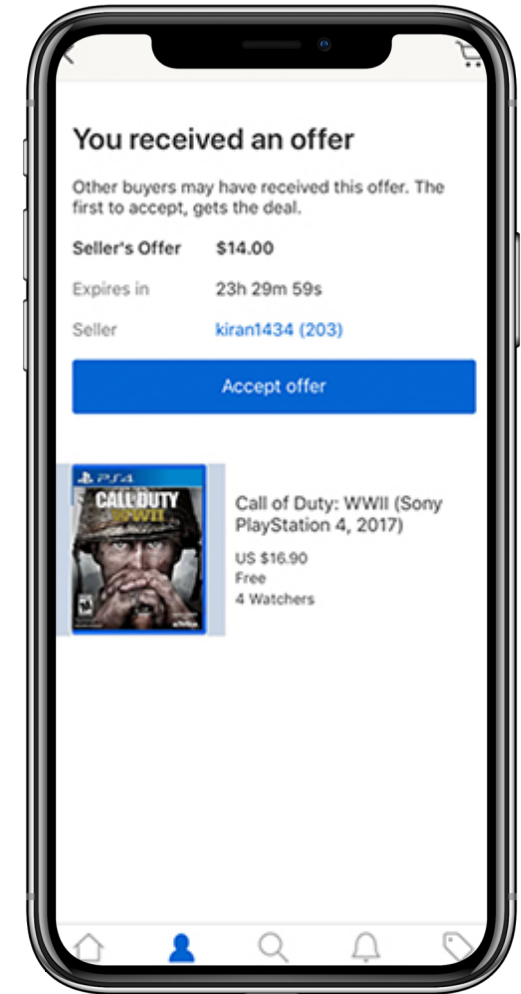 You received an offer
Other buyers may have received this offer. The
first to accept, gets the deal.
Seller's Offer $14.00
Expires in 23h 29m 59s
Seller kiran1434 (203)
Accept offer
PS4
CALL OF DUTY
WWII
Call of Duty: WWII (Sony
PlayStation 4, 2017)
US $16.90
Free
4 Watchers